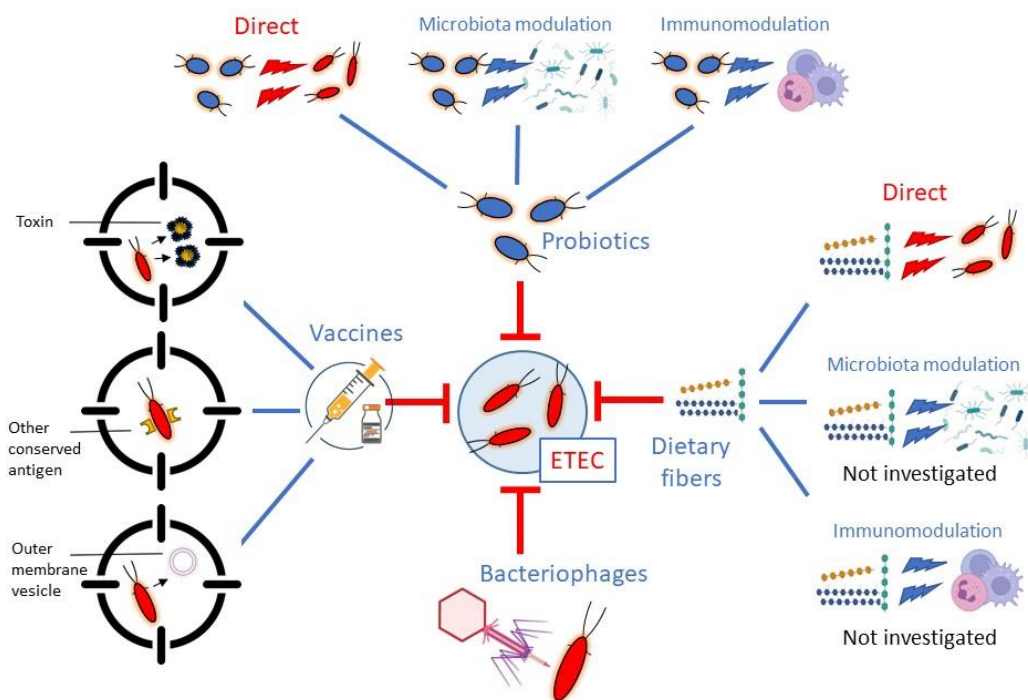 Direct
Microbiota modulation
Immunomodulation
Probiotics
Toxin
Other
conserved
antigen
Outer
membrane
vesicle
Vaccines
ETEC
Bacteriophages
Dietary
fibers
Direct
Microbiota modulation
Not investigated
Immunomodulation
Not investigated